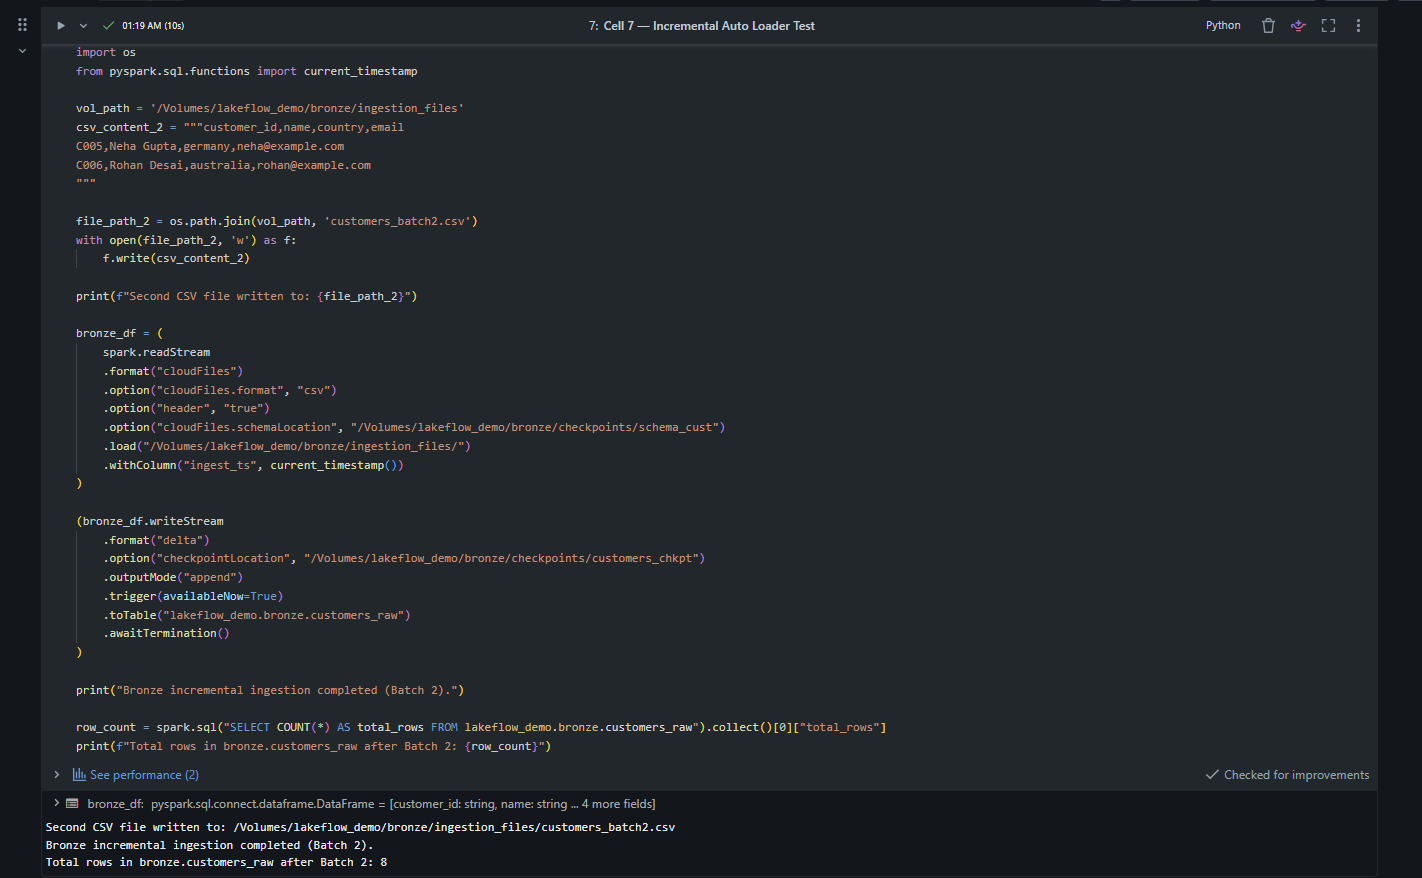 01:19 AM (10s)
7: Cell 7 — Incremental Auto Loader Test
Python
import os
from pyspark.sql.functions import current_timestamp
vol_path = '/Volumes/lakeflow_demo/bronze/ingestion_files'
csv_content_2 = """customer_id,name,country,email
C005,Neha Gupta,germany,neha@example.com
C006,Rohan Desai,australia,rohan@example.com
"""
file_path_2 = os.path.join(vol_path, 'customers_batch2.csv')
with open(file_path_2, 'w') as f:
    f.write(csv_content_2)
print(f"Second CSV file written to: {file_path_2}")
bronze_df = (
    spark.readStream
    .format("cloudFiles")
    .option("cloudFiles.format", "csv")
    .option("header", "true")
    .option("cloudFiles.schemaLocation", "/Volumes/lakeflow_demo/bronze/checkpoints/schema_cust")
    .load("/Volumes/lakeflow_demo/bronze/ingestion_files/")
    .withColumn("ingest_ts", current_timestamp())
)
(bronze_df.writeStream
    .format("delta")
    .option("checkpointLocation", "/Volumes/lakeflow_demo/bronze/checkpoints/customers_chkpt")
    .outputMode("append")
    .trigger(availableNow=True)
    .toTable("lakeflow_demo.bronze.customers_raw")
    .awaitTermination()
)
print("Bronze incremental ingestion completed (Batch 2).")
row_count = spark.sql("SELECT COUNT(*) AS total_rows FROM lakeflow_demo.bronze.customers_raw").collect()[0]["total_rows"]
print(f"Total rows in bronze.customers_raw after Batch 2: {row_count}")
See performance (2)
Checked for improvements
bronze_df: pyspark.sql.connect.dataframe.DataFrame = [customer_id: string, name: string ... 4 more fields]
Second CSV file written to: /Volumes/lakeflow_demo/bronze/ingestion_files/customers_batch2.csv
Bronze incremental ingestion completed (Batch 2).
Total rows in bronze.customers_raw after Batch 2: 8